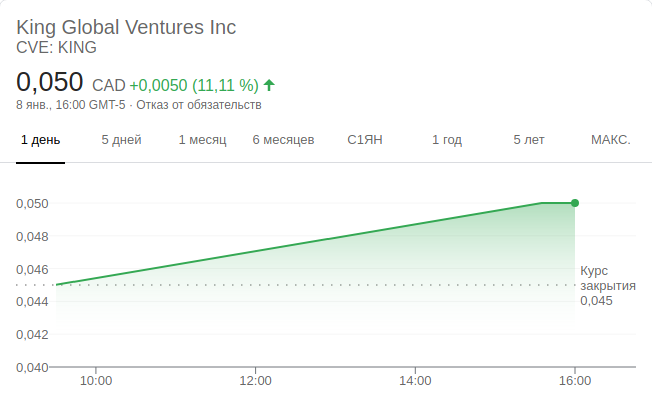 King Global Ventures Inc
CVE: KING
0,050 CAD +0,0050 (11,11 %)
8 янв., 16:00 GMT-5 · Отказ от обязательств
1 день 5 дней 1 месяц 6 месяцев С1ЯН 1 год 5 лет МАКС.
0,050
0,048
0,046
0,044
0,042
0,040
Курс
закрытия
0,045
10:00 12:00 14:00 16:00